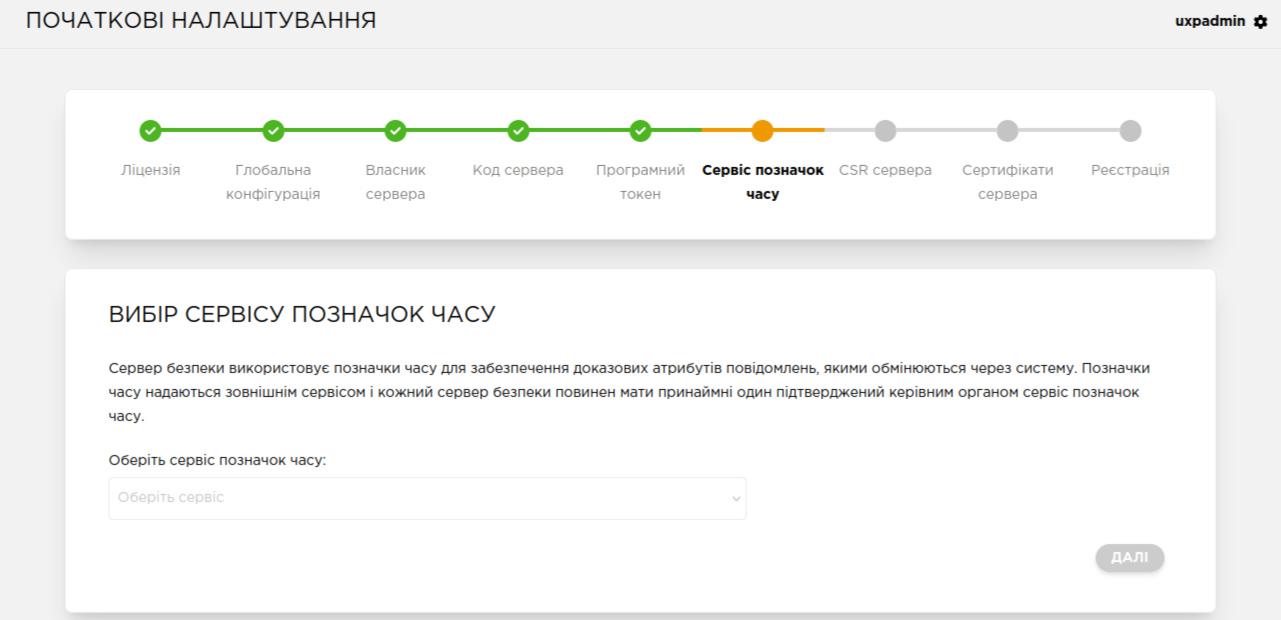 ПОЧАТКОВІ НАЛАШТУВАННЯ
uxpadmin
Ліцензія
Глобальна
конфігурація
Власник
сервера
Код сервера
Програмний
токен
Сервіс позначок
часу
CSR сервера
Сертифікати
сервера
Реєстрація
ВИБІР СЕРВІСУ ПОЗНАЧОК ЧАСУ
Сервер безпеки використовує позначки часу для забезпечення доказових атрибутів повідомлень, якими обмінюються через систему. Позначки
часу надаються зовнішнім сервісом і кожний сервер безпеки повинен мати принаймні один підтверджений керівним органом сервіс позначок
часу.
Оберіть сервіс позначок часу:
Оберіть сервіс
ДАЛІ